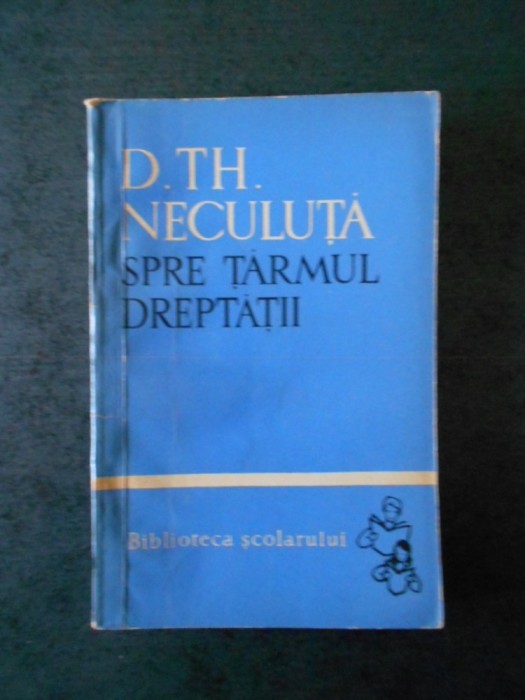 D. TH.
NECULUȚĂ
SPRE ȚĂRMUL
DREPTĂȚII
Biblioteca școlarului